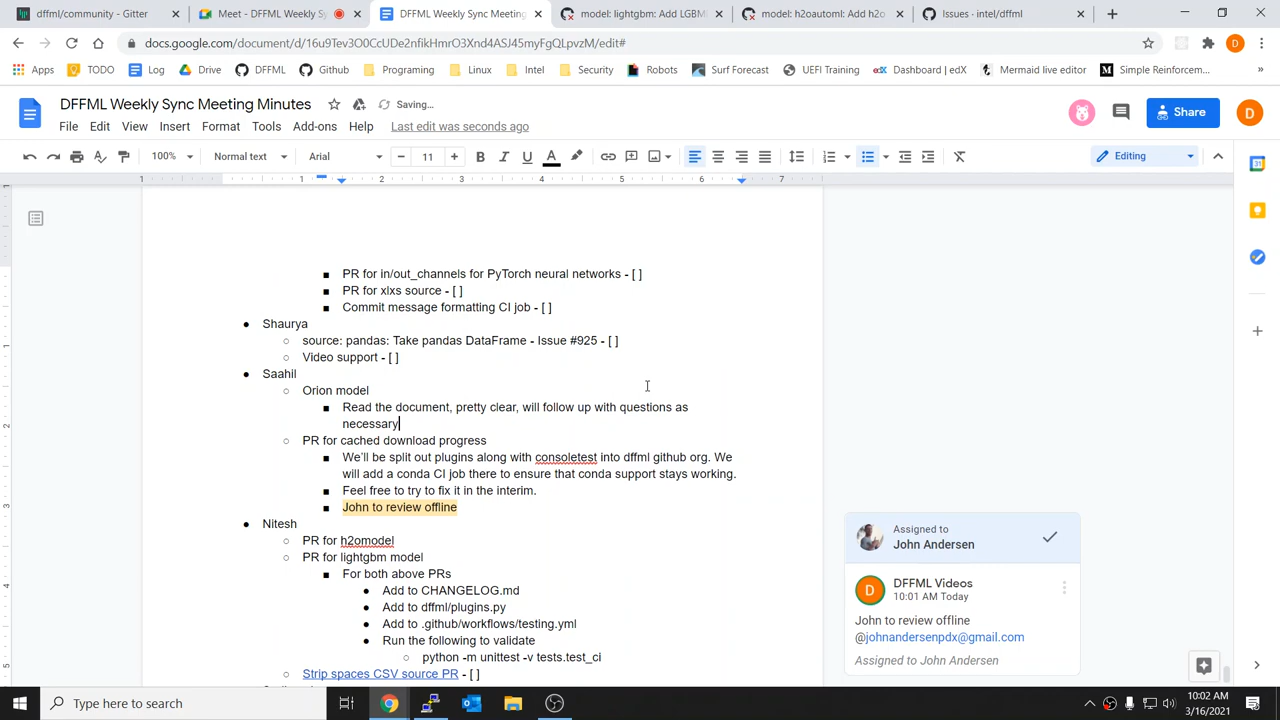 dffml/community - Gitter
Meet - DFFML Weekly Sync
DFFML Weekly Sync Meeting
model: lightgbm: Add LGBM
model: h2oautoml: Add h2o
Issues · intel/dffml
docs.google.com/document/d/16u9Tev3O0CcUDe2nfikHmrO3Xnd4ASJ45myFgQLpvzM/edit#
Apps
TODO
Log
Drive
DFFML
Github
Programing
Linux
Intel
Security
Robots
Surf Forecast
UEFI Training
Dashboard | edX
Mermaid live editor
Simple Reinforcem...
DFFML Weekly Sync Meeting Minutes
Saving...
File Edit View Insert Format Tools Add-ons Help
Last edit was seconds ago
Share
D
100%
Normal text
Arial
11
Editing
1 1 2 3 4 5 6 7
■ PR for in/out_channels for PyTorch neural networks - [ ]
■ PR for xlxs source - [ ]
■ Commit message formatting CI job - [ ]
● Shaurya
○ source: pandas: Take pandas DataFrame - Issue #925 - [ ]
○ Video support - [ ]
● Saahil
○ Orion model
■ Read the document, pretty clear, will follow up with questions as
necessary
○ PR for cached download progress
■ We'll be split out plugins along with consoletest into dffml github org. We
will add a conda CI job there to ensure that conda support stays working.
■ Feel free to try to fix it in the interim.
■ John to review offline
● Nitesh
○ PR for h2omodel
○ PR for lightgbm model
■ For both above PRs
● Add to CHANGELOG.md
● Add to dffml/plugins.py
● Add to .github/workflows/testing.yml
● Run the following to validate
○ python -m unittest -v tests.test_ci
○ Strip spaces CSV source PR - [ ]
Assigned to
John Andersen
D
DFFML Videos
10:01 AM Today
John to review offline
@johnandersenpdx@gmail.com
Assigned to John Andersen
Type here to search
10:02 AM
3/16/2021